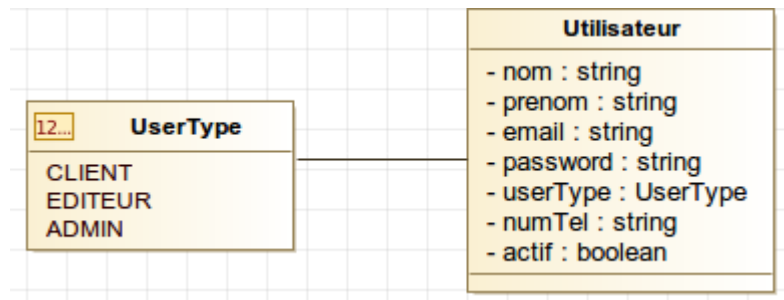 12...
UserType
CLIENT
EDITEUR
ADMIN
Utilisateur
- nom : string
- prenom : string
- email : string
- password : string
- userType : UserType
- numTel : string
- actif : boolean